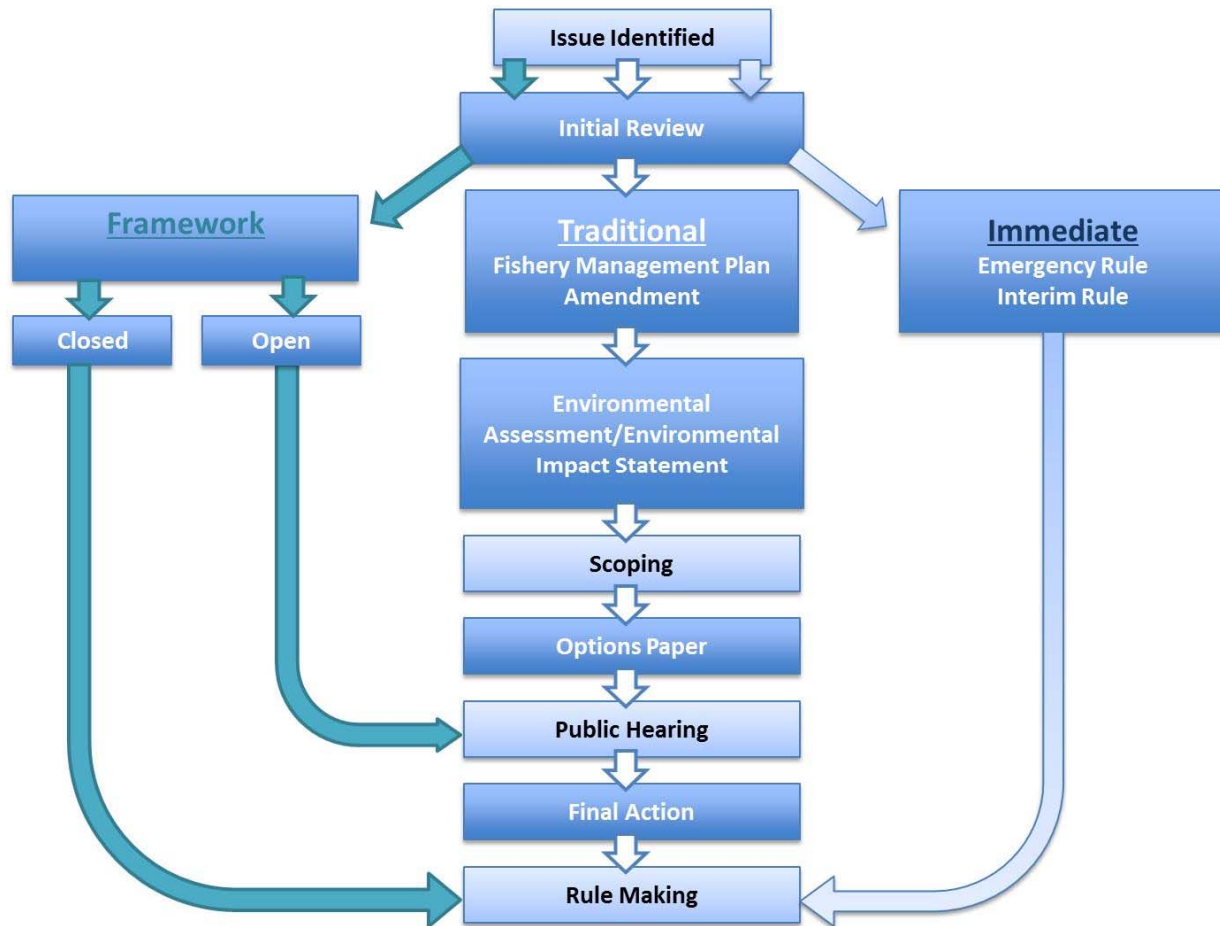 Issue Identified
Initial Review
Framework
Closed
Open
Traditional
Fishery Management Plan
Amendment
Immediate
Emergency Rule
Interim Rule
Environmental
Assessment/Environmental
Impact Statement
Scoping
Options Paper
Public Hearing
Final Action
Rule Making